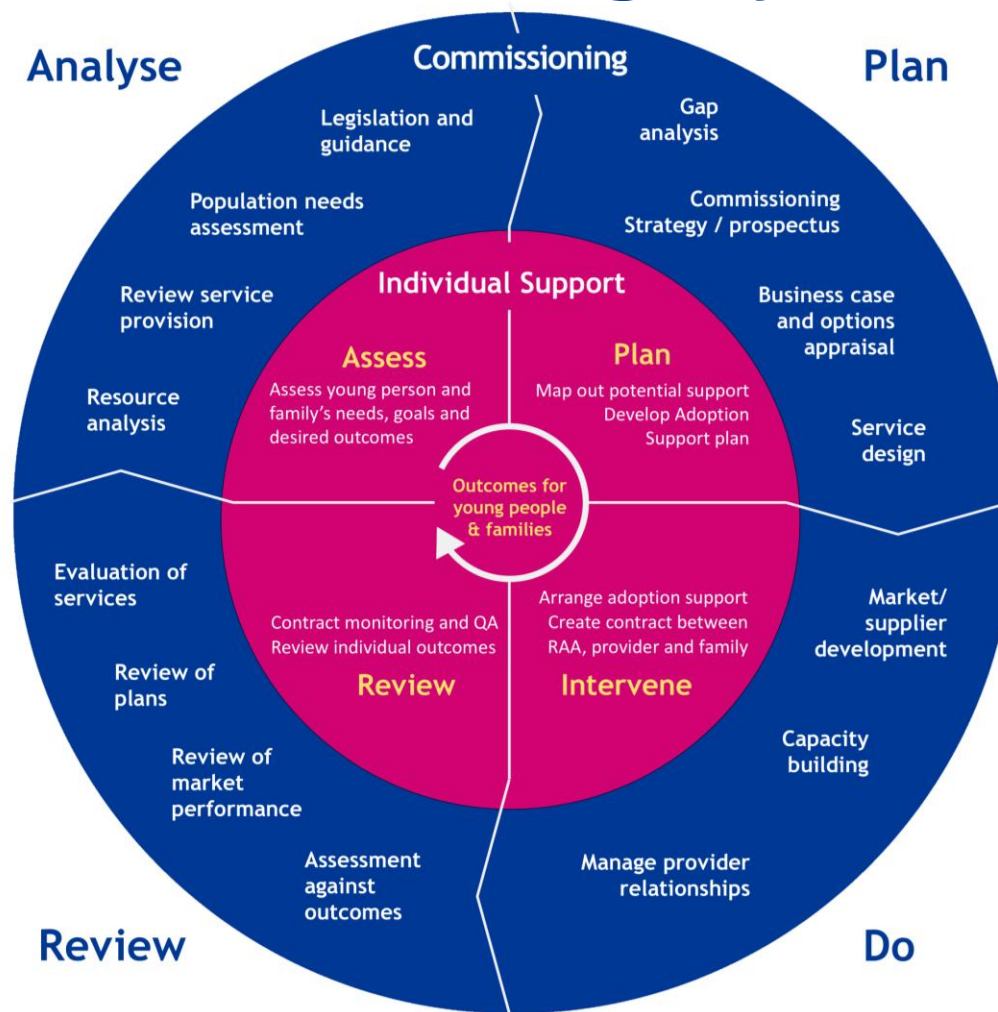 Analyse
Commissioning
Plan
Legislation and
guidance
Population needs
assessment
Review service
provision
Resource
analysis
Gap
analysis
Commissioning
Strategy / prospectus
Business case
and options
appraisal
Service
design
Individual Support
Assess
Assess young person and
family’s needs, goals and
desired outcomes
Plan
Map out potential support
Develop Adoption
Support plan
Outcomes for
young people
& families
Contract monitoring and QA
Review individual outcomes
Review
Arrange adoption support
Create contract between
RAA, provider and family
Intervene
Evaluation of
services
Review of
plans
Review of
market
performance
Assessment
against
outcomes
Market/
supplier
development
Capacity
building
Manage provider
relationships
Review
Do